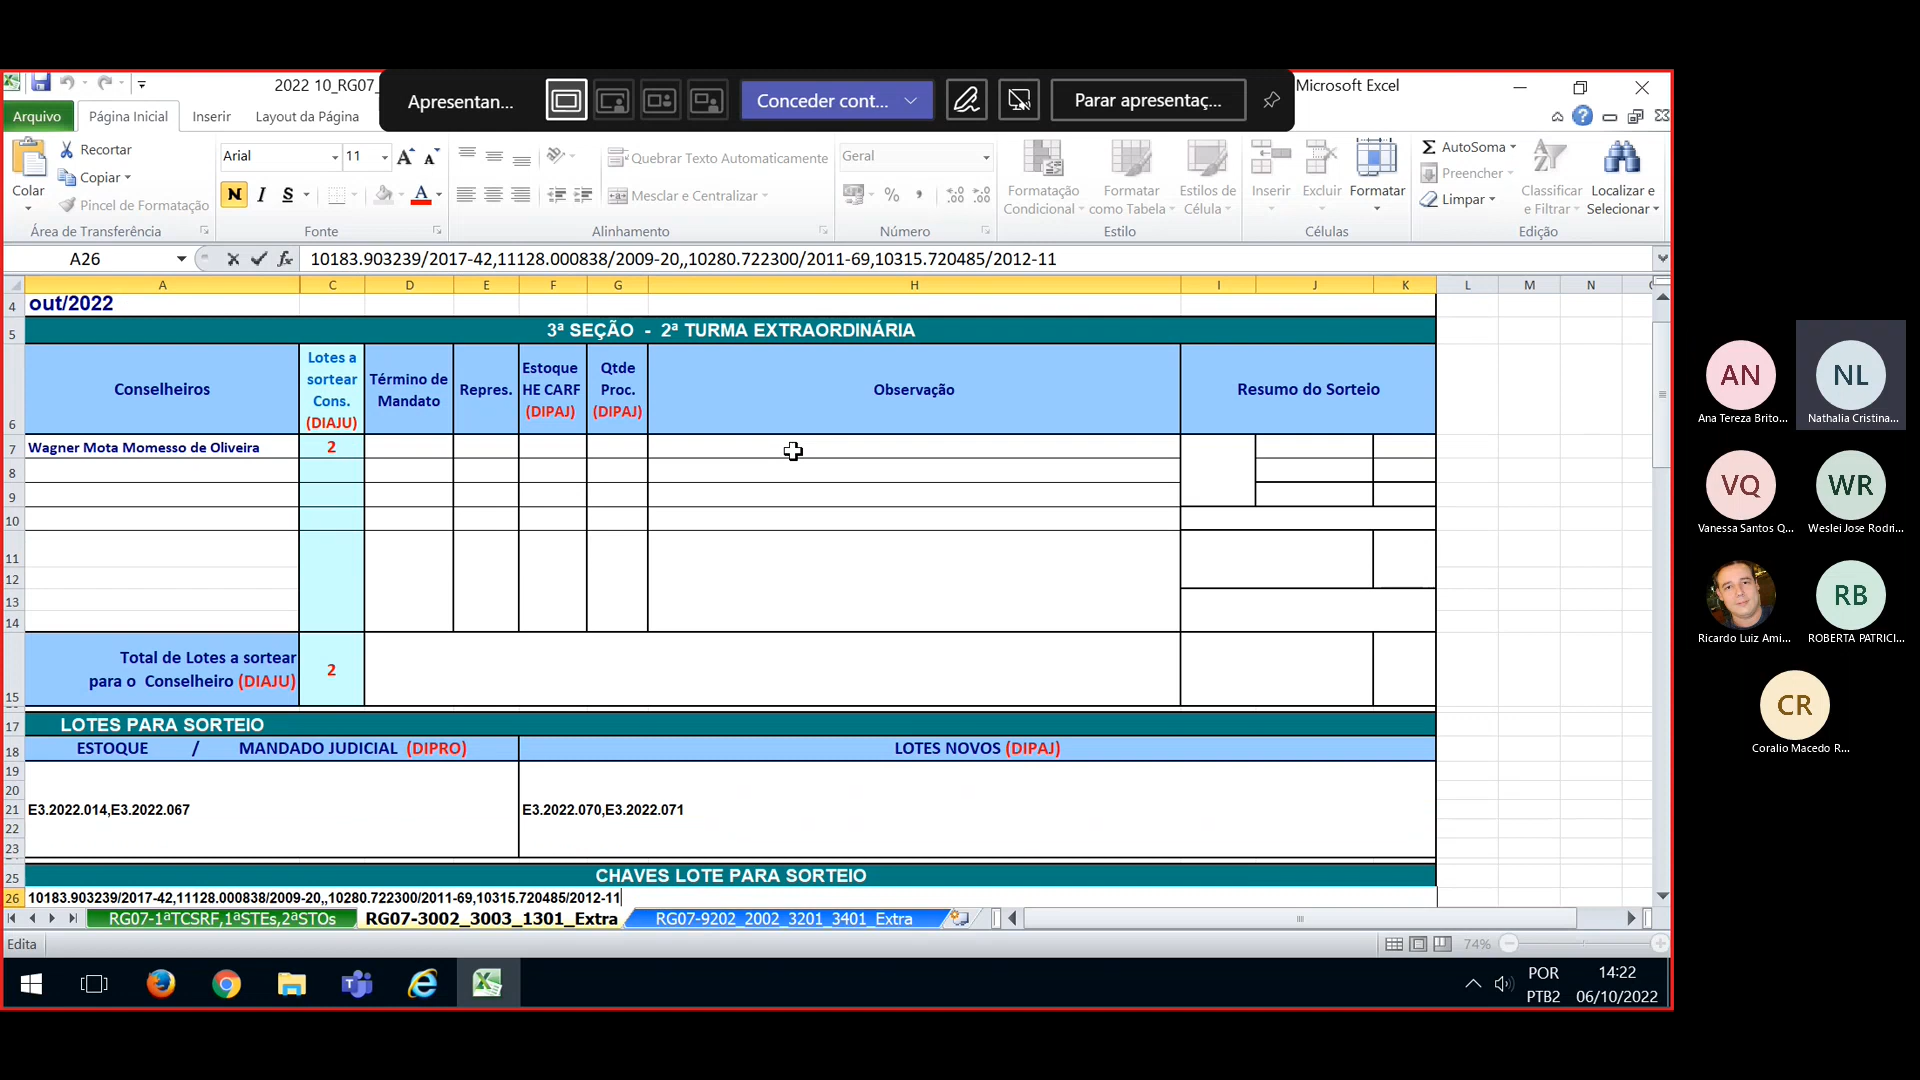 2022 10_RG07_
Apresentan...
Conceder cont...
Parar apresentaç...
Microsoft Excel
Arquivo
Página Inicial
Inserir
Layout da Página
Recortar
Copiar
Pincel de Formatação
Colar
Área de Transferência
Arial
11
N I S
Fonte
Quebrar Texto Automaticamente
Mesclar e Centralizar
Alinhamento
Geral
%
Número
Formatação Condicional
Formatar como Tabela
Estilos de Célula
Estilo
Inserir
Excluir
Formatar
Células
AutoSoma
Preencher
Limpar
Classificar e Filtrar
Localizar e Selecionar
Edição
A26
10183.903239/2017-42,11128.000838/2009-20,,10280.722300/2011-69,10315.720485/2012-11
A C D E F G H I J K L M N
4 out/2022
5 3ª SEÇÃO - 2ª TURMA EXTRAORDINÁRIA
6
Conselheiros
Lotes a sortear Cons. (DIAJU)
Término de Mandato
Repres.
Estoque HE CARF (DIPAJ)
Qtde Proc. (DIPAJ)
Observação
Resumo do Sorteio
7 Wagner Mota Momesso de Oliveira 2
8
9
10
11
12
13
14
15 Total de Lotes a sortear para o Conselheiro (DIAJU) 2
17 LOTES PARA SORTEIO
18 ESTOQUE / MANDADO JUDICIAL (DIPRO) LOTES NOVOS (DIPAJ)
19
20
21 E3.2022.014,E3.2022.067 E3.2022.070,E3.2022.071
22
23
25 CHAVES LOTE PARA SORTEIO
26 10183.903239/2017-42,11128.000838/2009-20,,10280.722300/2011-69,10315.720485/2012-11
RG07-1ªTCSRF,1ªSTEs,2ªSTOs
RG07-3002_3003_1301_Extra
RG07-9202_2002_3201_3401_Extra
Edita
74%
POR
PTB2
14:22
06/10/2022
AN
Ana Tereza Brito...
NL
Nathalia Cristina...
VQ
Vanessa Santos Q...
WR
Weslei Jose Rodri...
Ricardo Luiz Ami...
RB
ROBERTA PATRICI...
CR
Coralio Macedo R...